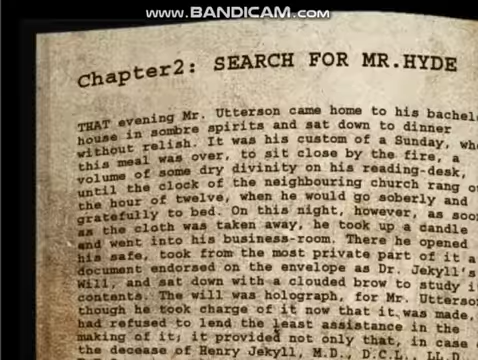 www.BANDICAM.com
Chapter2: SEARCH FOR MR.HYDE
THAT evening Mr. Utterson came home to his bachel
house in sombre spirits and sat down to dinner
without relish. It was his custom of a Sunday, wh
this meal was over, to sit close by the fire, a
volume of some dry divinity on his reading-desk,
until the clock of the neighbouring church rang o
the hour of twelve, when he would go soberly and
gratefully to bed. On this night, however, as soo
as the cloth was taken away, he took up a candle
and went into his business-room. There he opened
his safe, took from the most private part of it a
document endorsed on the envelope as Dr. Jekyll's
Will, and sat down with a clouded brow to study i
contents. The will was holograph, for Mr. Utterso
though he took charge of it now that it was made,
had refused to lend the least assistance in the
making of it; it provided not only that, in case
the decease of Henry Jekyll, M.D., D.C.L., LL.D.,